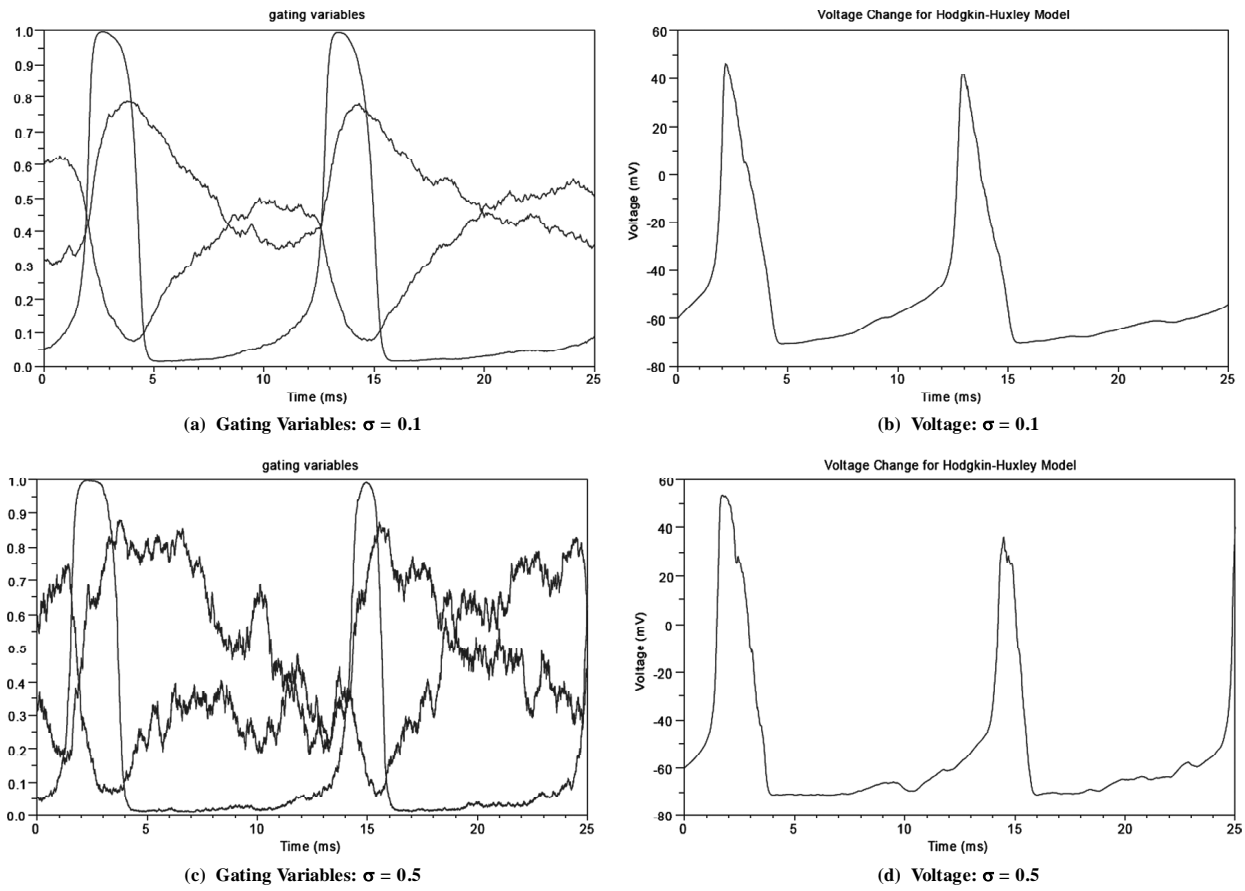 gating variables
1.0
0.9
0.8
0.7
0.6
0.5
0.4
0.3
0.2
0.1
0.0
0 5 10 15 20 25
Time (ms)
(a) Gating Variables: σ = 0.1
Voltage Change for Hodgkin-Huxley Model
60
40
20
0
-20
-40
-60
-80
Voltage (mV)
0 5 10 15 20 25
Time (ms)
(b) Voltage: σ = 0.1
gating variables
1.0
0.9
0.8
0.7
0.6
0.5
0.4
0.3
0.2
0.1
0.0
0 5 10 15 20 25
Time (ms)
(c) Gating Variables: σ = 0.5
Voltage Change for Hodgkin-Huxley Model
60
40
20
0
-20
-40
-60
-80
Voltage (mV)
0 5 10 15 20 25
Time (ms)
(d) Voltage: σ = 0.5